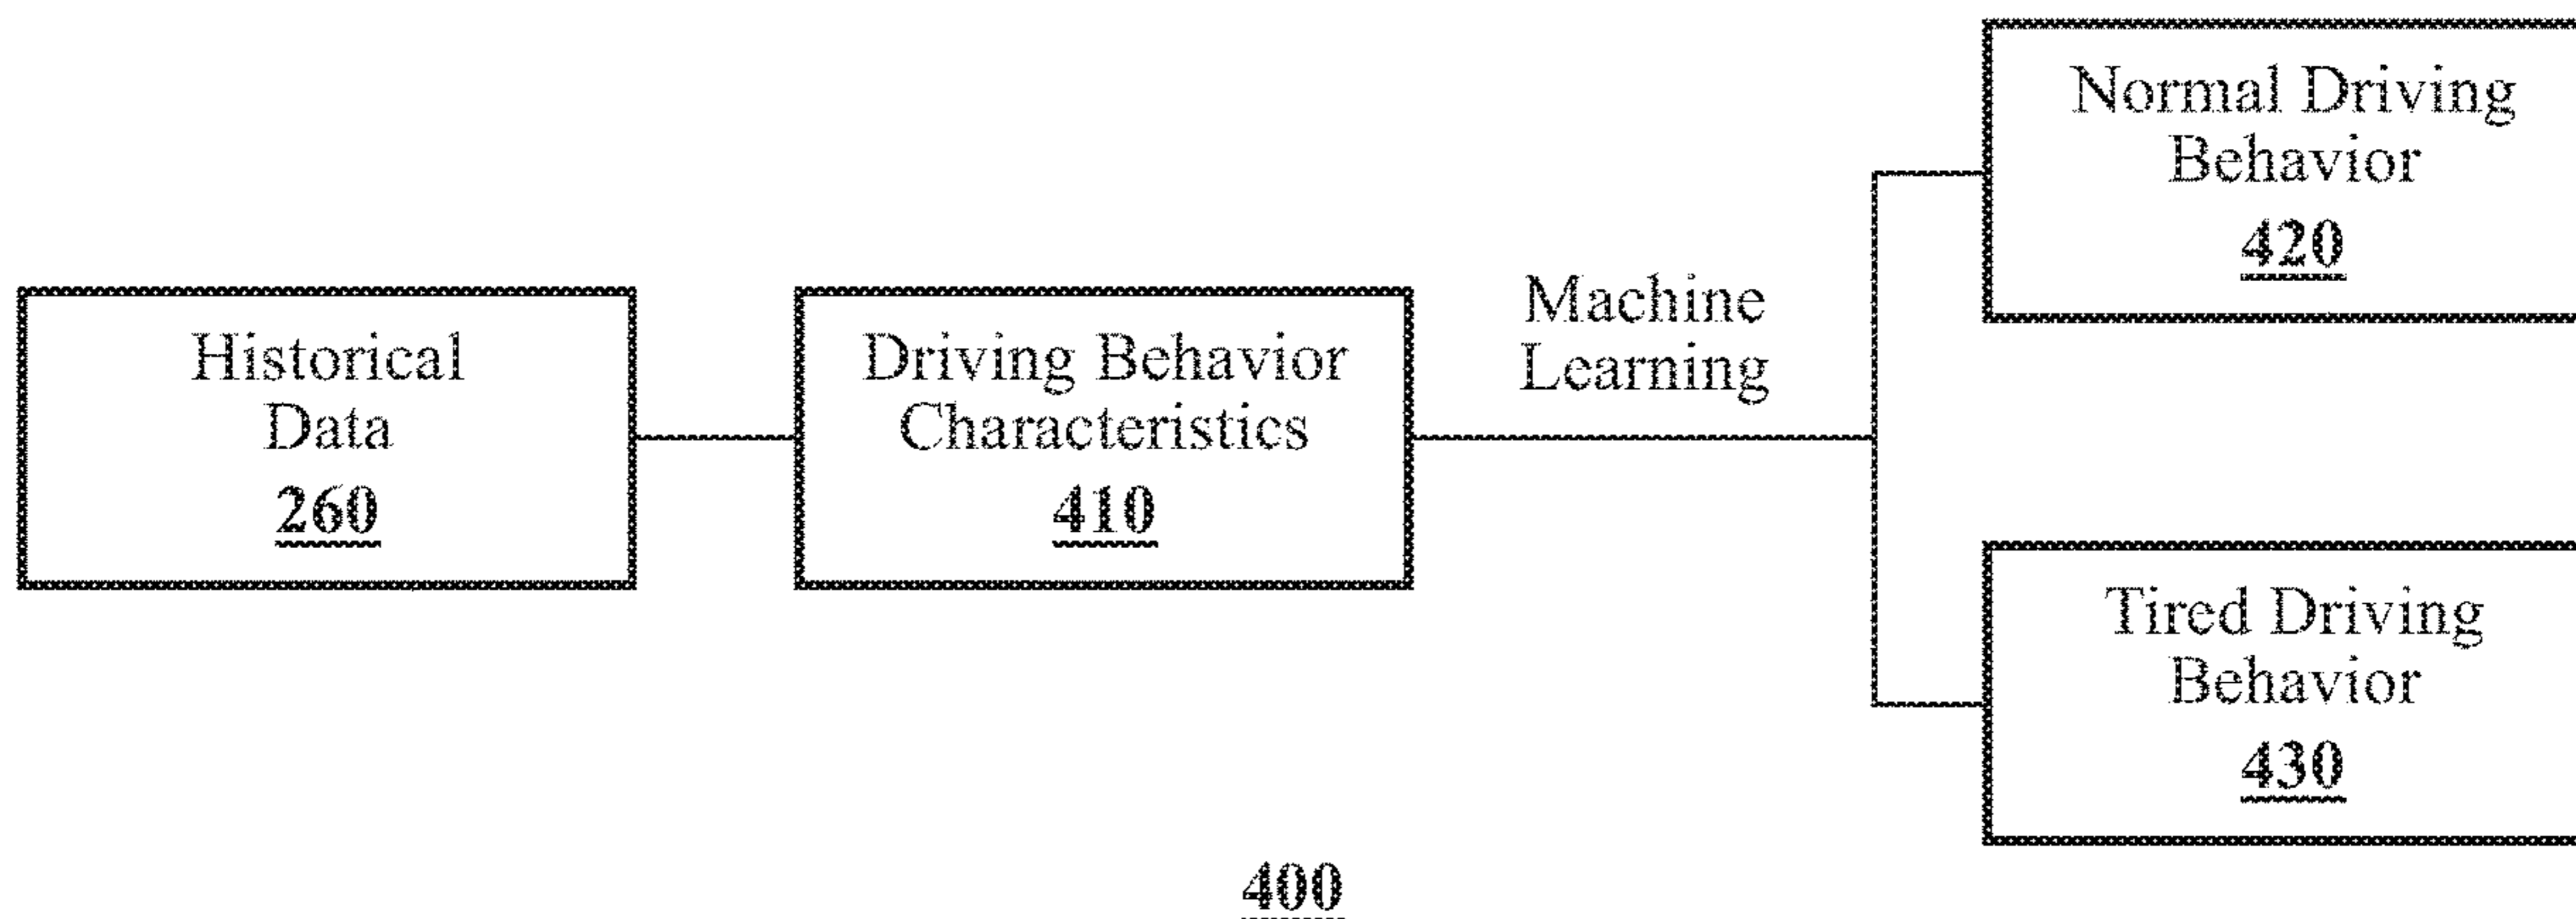 Historical
Data
260
Driving Behavior
Characteristics
410
Machine
Learning
Normal Driving
Behavior
420
Tired Driving
Behavior
430
400